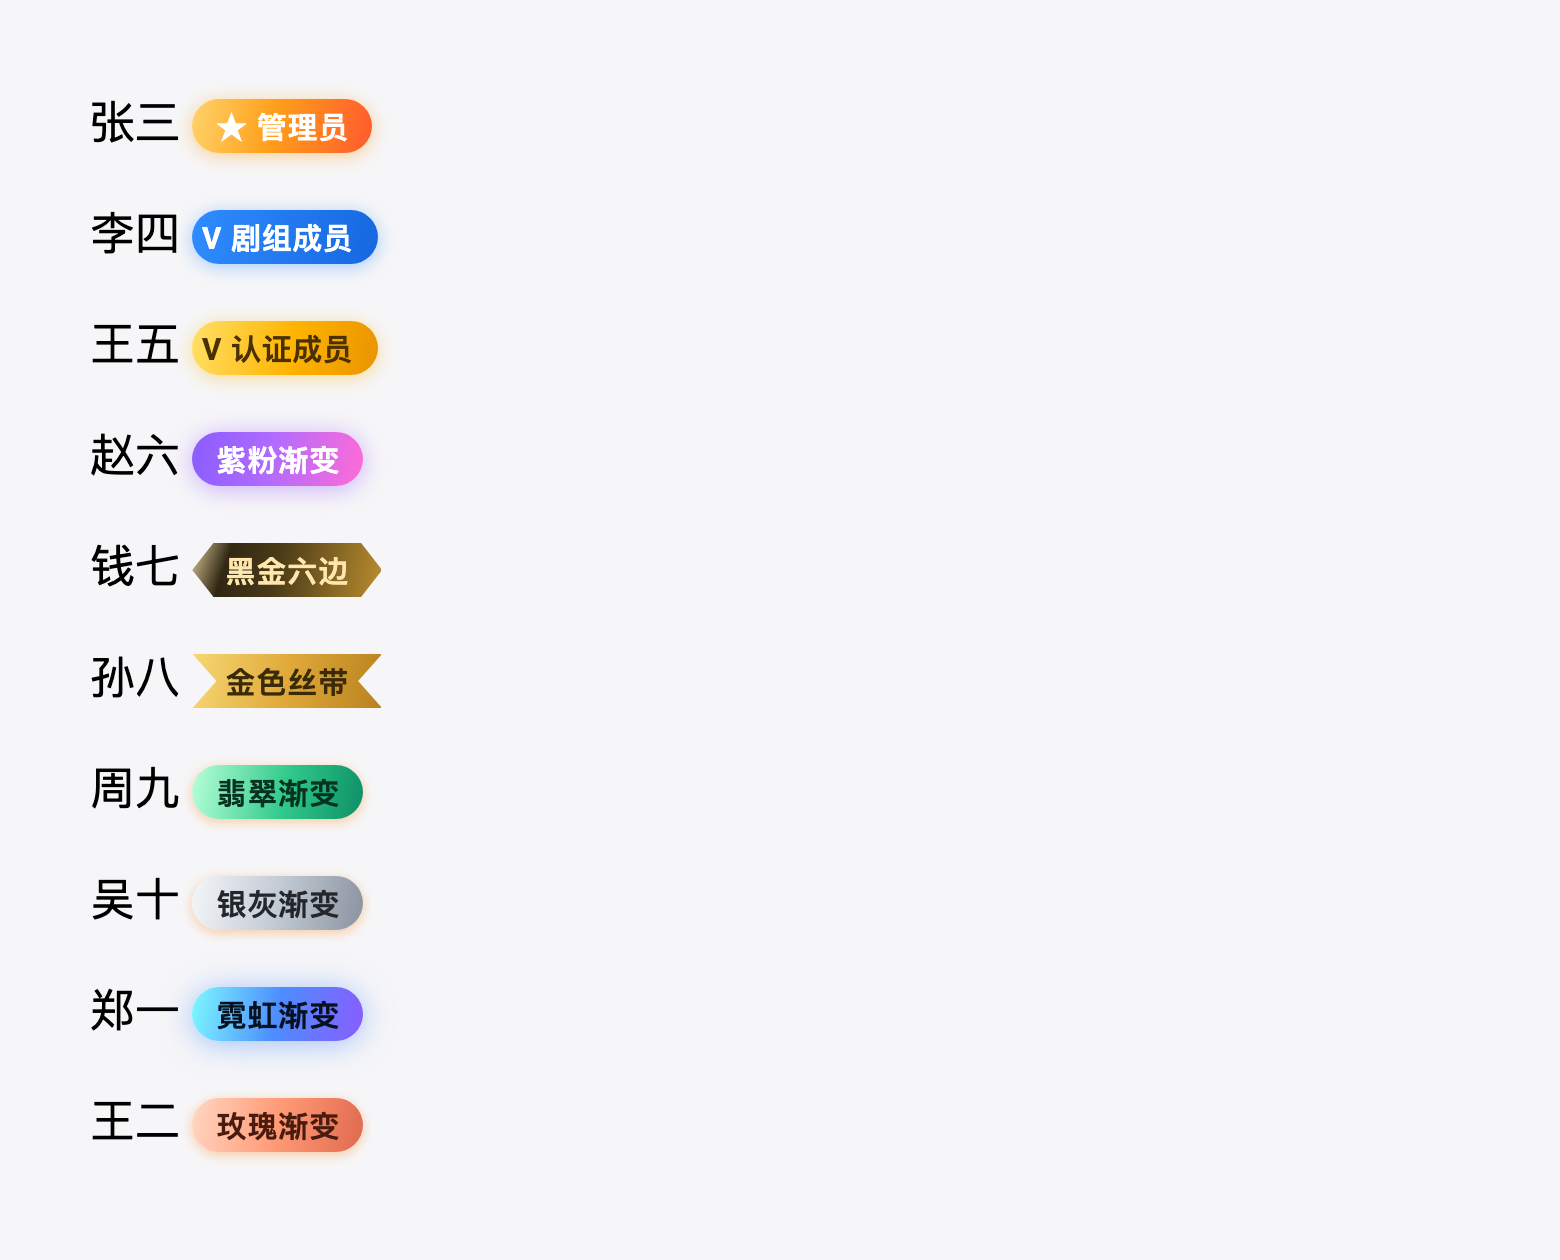 张三 ★ 管理员
李四 V 剧组成员
王五 V 认证成员
赵六 紫粉渐变
钱七 黑金六边
孙八 金色丝带
周九 翡翠渐变
吴十 银灰渐变
郑一 霓虹渐变
王二 玫瑰渐变